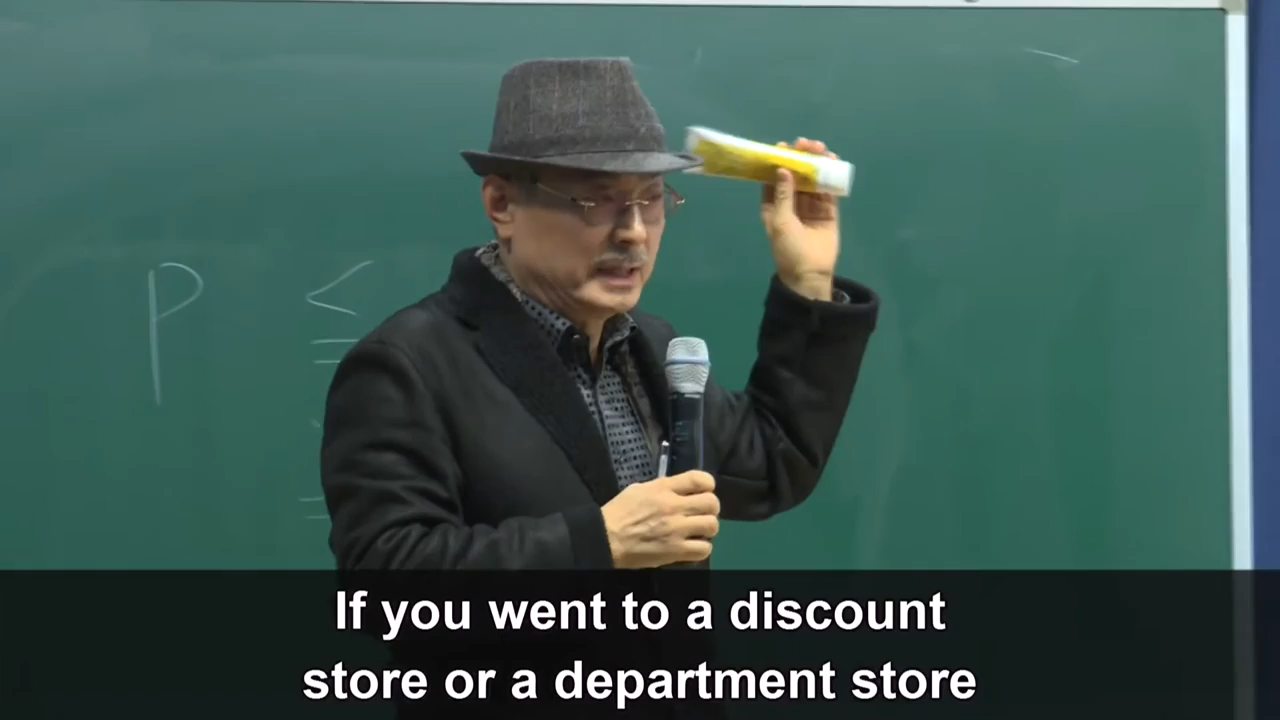 P ≤
=
If you went to a discount
store or a department store